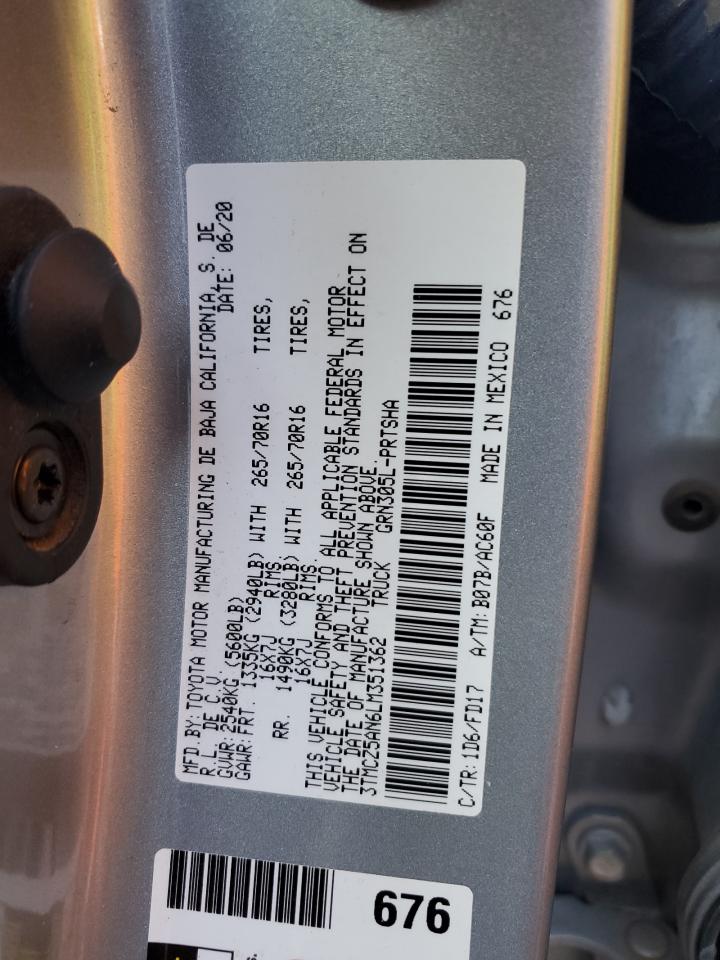 MFD.BY:TOYOTA MOTOR MANUFACTURING DE BAJA CALIFORNIA, S. DE
R.L. DE C.V. DATE: 06/20
GVWR:2540KG (5600LB)
GAWR:FRT. 1335KG (2940LB) WITH 265/70R16 TIRES,
16X7J RIMS
RR. 1490KG (3280LB) WITH 265/70R16 TIRES,
16X7J RIMS
THIS VEHICLE CONFORMS TO ALL APPLICABLE FEDERAL MOTOR
VEHICLE SAFETY AND THEFT PREVENTION STANDARDS IN EFFECT ON
THE DATE OF MANUFACTURE SHOWN ABOVE.
3TMCZ5AN6LM351362 TRUCK GRN305L-PRTSHA
C/TR:1D6/FD17 A/TM:B07B/AC60F MADE IN MEXICO 676
676